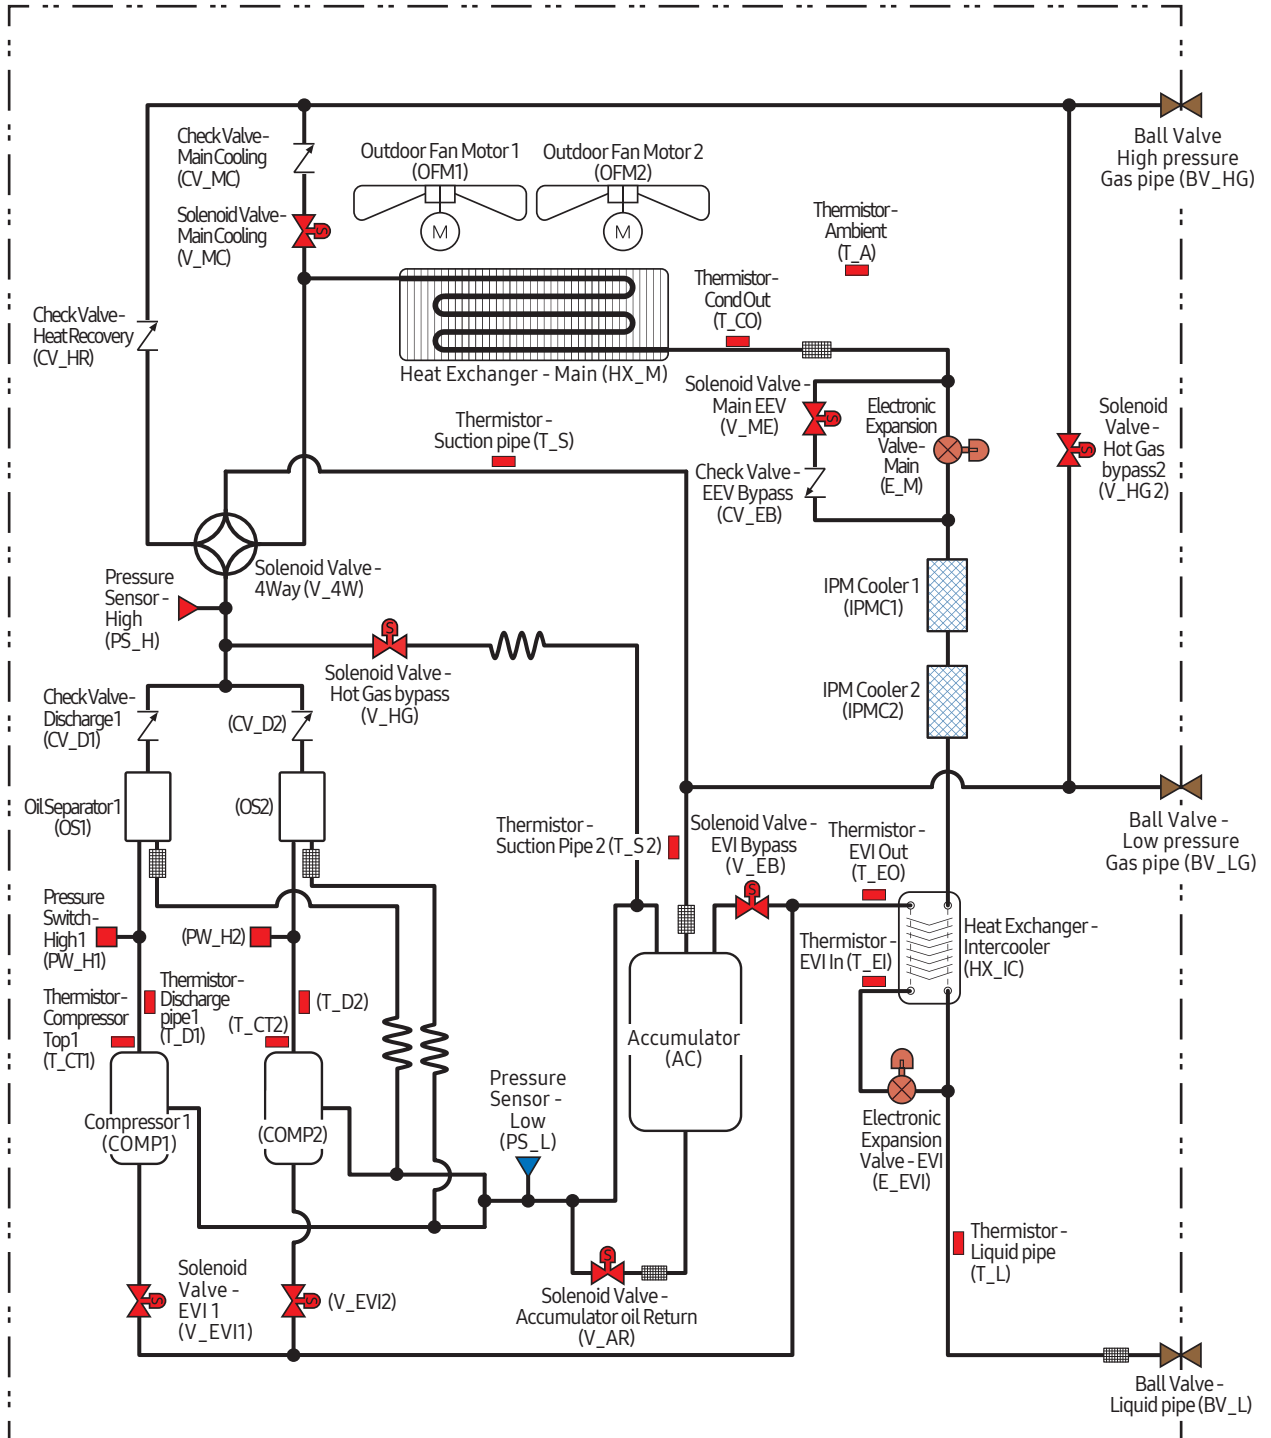 Check Valve -
Main Cooling
(CV_MC)
Outdoor Fan Motor 1
(OFM1)
Outdoor Fan Motor 2
(OFM2)
M
M
Ball Valve
High pressure
Gas pipe (BV_HG)
Solenoid Valve -
Main Cooling
(V_MC)
S
Thermistor -
Ambient
(T_A)
Thermistor -
Cond Out
(T_CO)
Check Valve -
Heat Recovery
(CV_HR)
Heat Exchanger - Main (HX_M)
Solenoid Valve -
Main EEV
(V_ME)
S
Electronic
Expansion
Valve -
Main
(E_M)
Solenoid
Valve -
Hot Gas
bypass2
(V_HG 2)
S
Thermistor -
Suction pipe (T_S)
Check Valve -
EEV Bypass
(CV_EB)
Solenoid Valve -
4Way (V_4W)
Pressure
Sensor -
High
(PS_H)
IPM Cooler 1
(IPMC1)
S
Solenoid Valve -
Hot Gas bypass
(V_HG)
IPM Cooler 2
(IPMC2)
Check Valve -
Discharge1
(CV_D1)
(CV_D2)
Oil Separator 1
(OS1)
(OS2)
Thermistor -
Suction Pipe 2 (T_S 2)
Solenoid Valve -
EVI Bypass
(V_EB)
S
Thermistor -
EVI Out
(T_EO)
Ball Valve -
Low pressure
Gas pipe (BV_LG)
Pressure
Switch -
High 1
(PW_H1)
(PW_H2)
Thermistor -
EVI In (T_EI)
Heat Exchanger -
Intercooler
(HX_IC)
Thermistor-
Compressor
Top1
(T_CT1)
Thermistor-
Discharge
pipe1
(T_D1)
(T_D2)
(T_CT2)
Accumulator
(AC)
Compressor 1
(COMP1)
(COMP2)
Pressure
Sensor -
Low
(PS_L)
Electronic
Expansion
Valve - EVI
(E_EVI)
Thermistor -
Liquid pipe
(T_L)
Solenoid
Valve -
EVI 1
(V_EVI1)
S
(V_EVI2)
S
S
Solenoid Valve -
Accumulator oil Return
(V_AR)
Ball Valve -
Liquid pipe (BV_L)